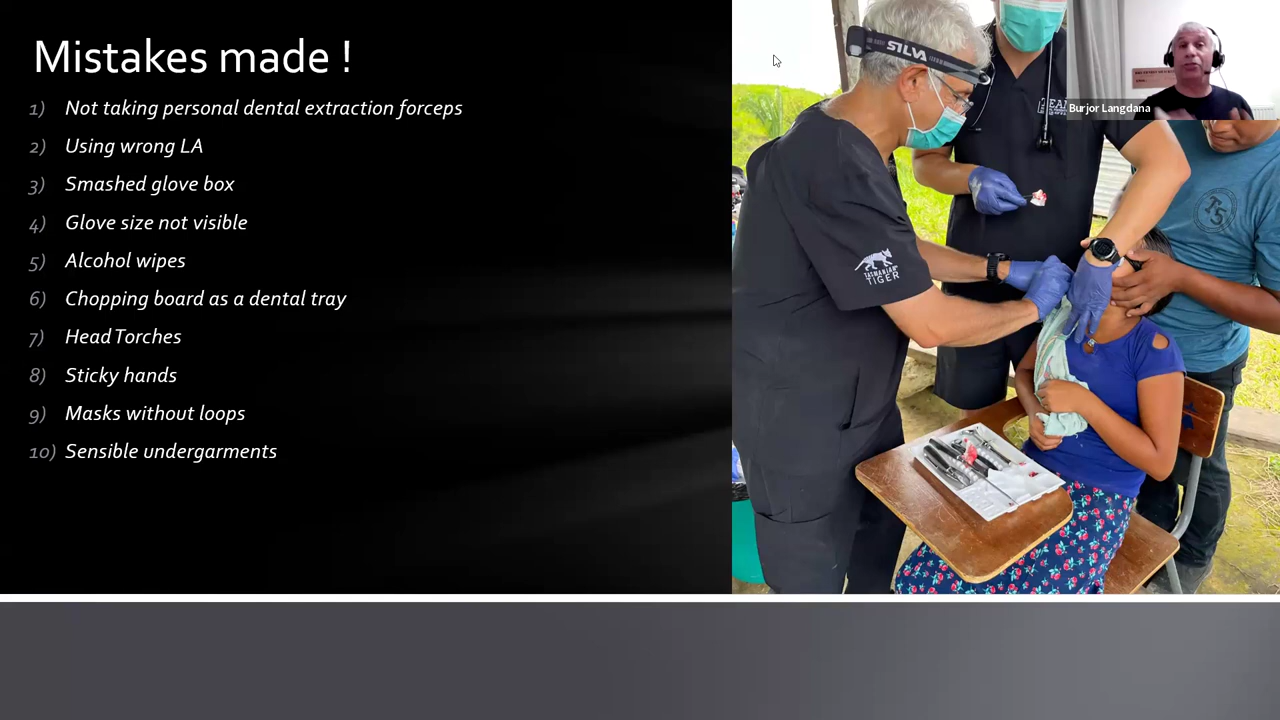 Mistakes made !
1) Not taking personal dental extraction forceps
2) Using wrong LA
3) Smashed glove box
4) Glove size not visible
5) Alcohol wipes
6) Chopping board as a dental tray
7) Head Torches
8) Sticky hands
9) Masks without loops
10) Sensible undergarments
SILVA
TASMANIAN
TIGER
Burjor Langdana